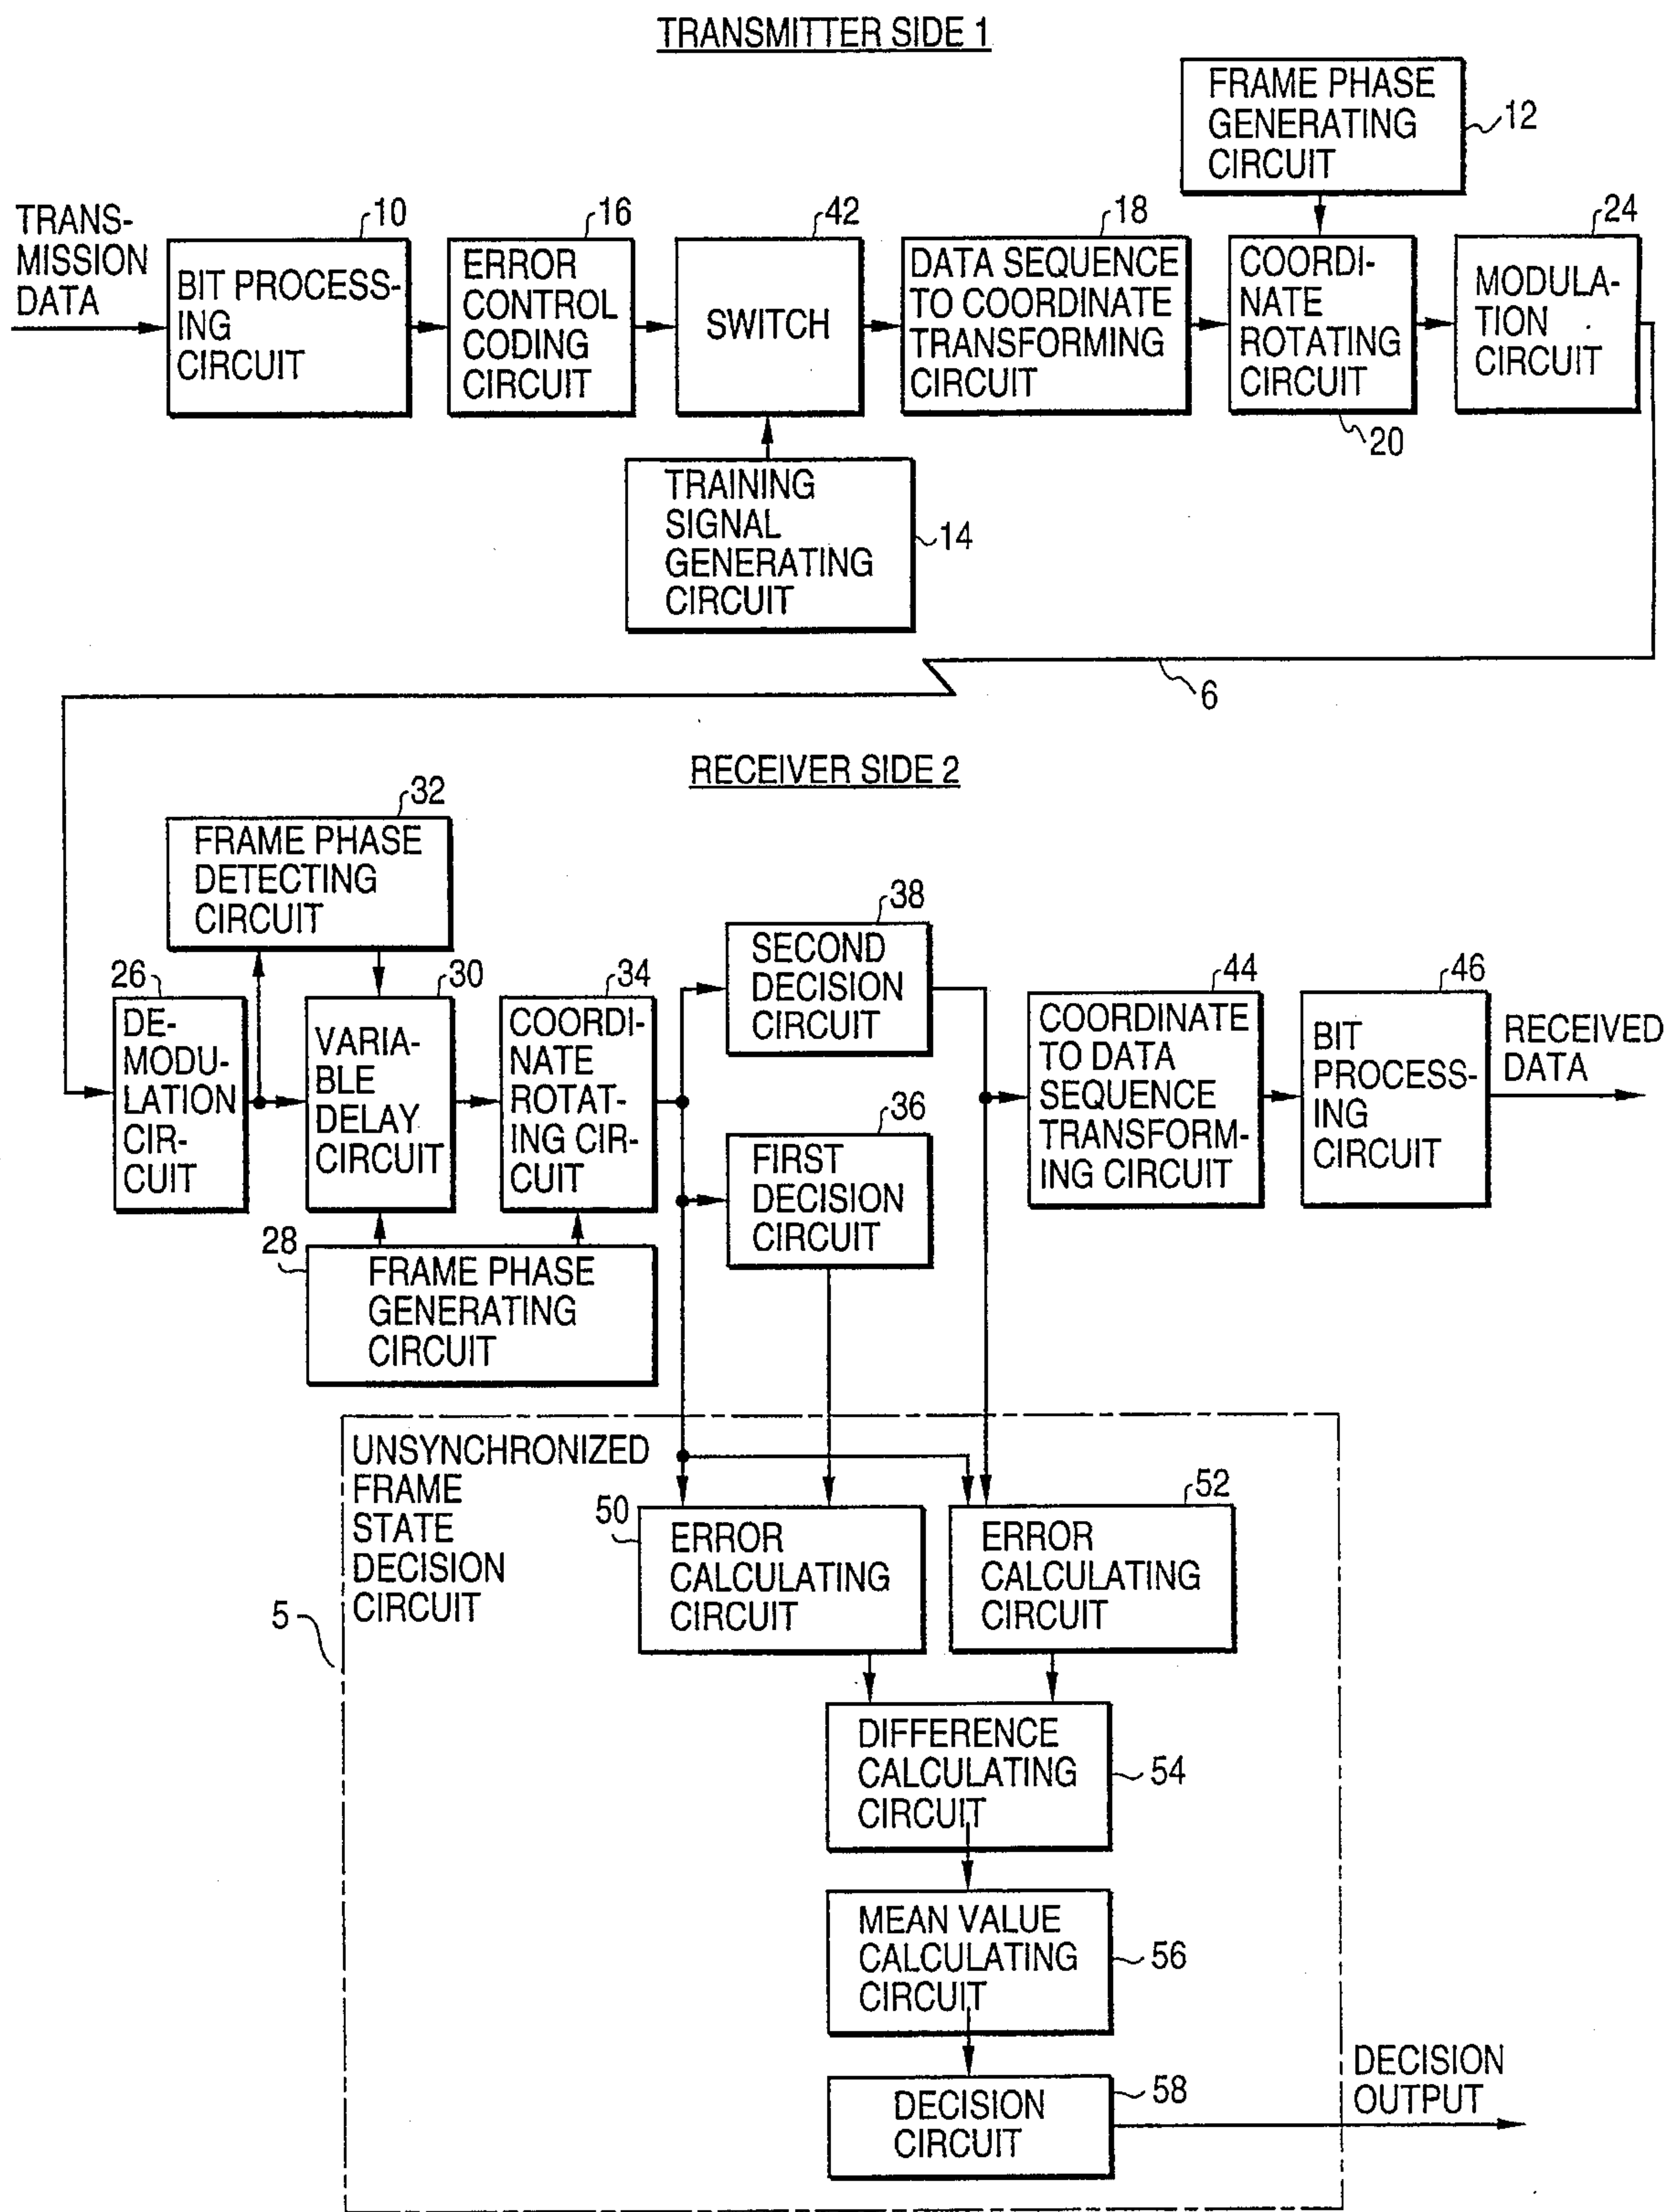 TRANSMITTER SIDE 1
FRAME PHASE
GENERATING
CIRCUIT
12
TRANS-
MISSION
DATA
10
BIT PROCESS-
ING
CIRCUIT
16
ERROR
CONTROL
CODING
CIRCUIT
42
SWITCH
18
DATA SEQUENCE
TO COORDINATE
TRANSFORMING
CIRCUIT
COORDI-
NATE
ROTATING
CIRCUIT
20
24
MODULA-
TION
CIRCUIT
TRAINING
SIGNAL
GENERATING
CIRCUIT
14
6
RECEIVER SIDE 2
32
FRAME PHASE
DETECTING
CIRCUIT
26
DE-
MODU-
LATION
CIR-
CUIT
30
VARIA-
BLE
DELAY
CIRCUIT
34
COORDI-
NATE
ROTAT-
ING CIR-
CUIT
38
SECOND
DECISION
CIRCUIT
36
FIRST
DECISION
CIRCUIT
44
COORDINATE
TO DATA
SEQUENCE
TRANSFORM-
ING CIRCUIT
46
BIT
PROCESS-
ING
CIRCUIT
RECEIVED
DATA
28
FRAME PHASE
GENERATING
CIRCUIT
UNSYNCHRONIZED
FRAME
STATE
DECISION
CIRCUIT
5
50
ERROR
CALCULATING
CIRCUIT
52
ERROR
CALCULATING
CIRCUIT
DIFFERENCE
CALCULATING
CIRCUIT
54
MEAN VALUE
CALCULATING
CIRCUIT
56
DECISION
CIRCUIT
58
DECISION
OUTPUT